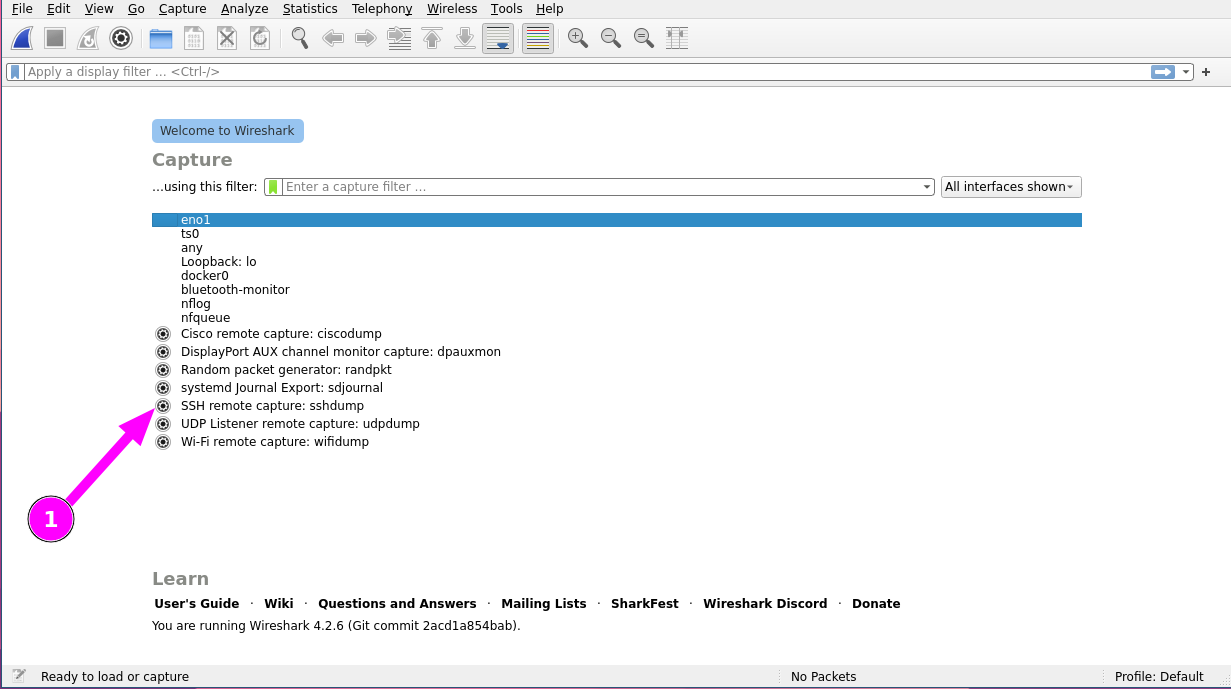 File Edit View Go Capture Analyze Statistics Telephony Wireless Tools Help
Apply a display filter … <Ctrl-/>
+
Welcome to Wireshark
Capture
…using this filter: Enter a capture filter … All interfaces shown
eno1
ts0
any
Loopback: lo
docker0
bluetooth-monitor
nflog
nfqueue
Cisco remote capture: ciscodump
DisplayPort AUX channel monitor capture: dpauxmon
Random packet generator: randpkt
systemd Journal Export: sdjournal
SSH remote capture: sshdump
UDP Listener remote capture: udpdump
Wi-Fi remote capture: wifidump
1
Learn
User's Guide · Wiki · Questions and Answers · Mailing Lists · SharkFest · Wireshark Discord · Donate
You are running Wireshark 4.2.6 (Git commit 2acd1a854bab).
Ready to load or capture No Packets Profile: Default